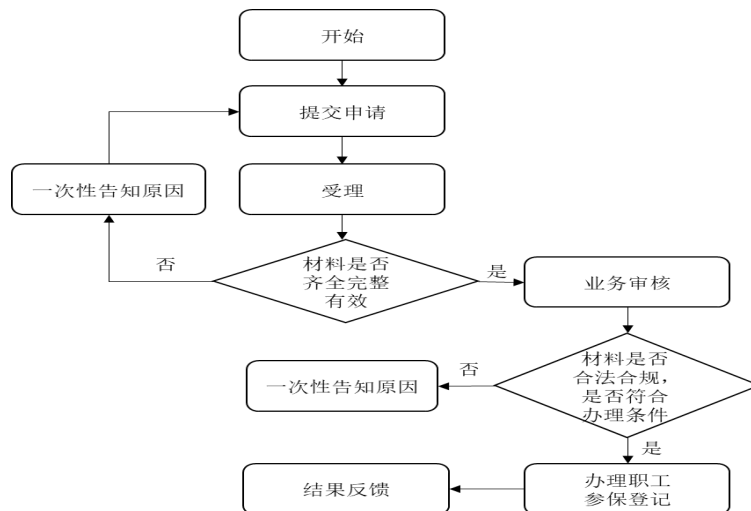 开始
提交申请
一次性告知原因
受理
材料是否
齐全完整
有效
否
是
业务审核
材料是否
合法合规，
是否符合
办理条件
否
一次性告知原因
是
办理职工
参保登记
结果反馈